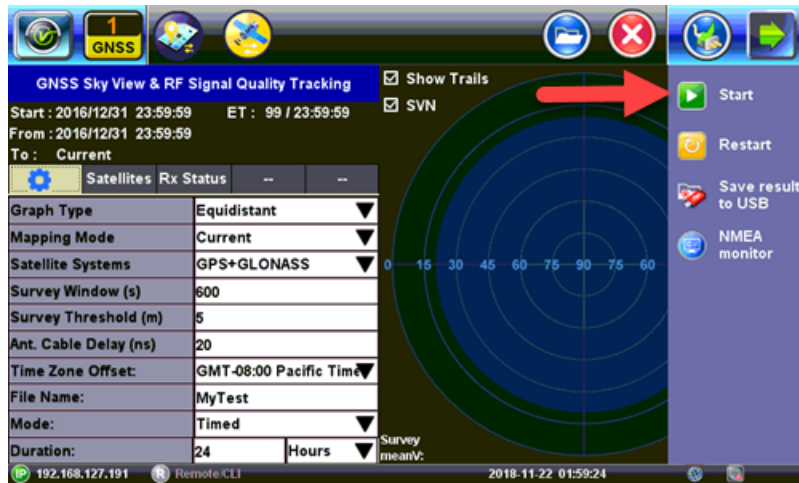 1
GNSS
GNSS Sky View & RF Signal Quality Tracking
Start : 2016/12/31 23:59:59 ET : 99 / 23:59:59
From : 2016/12/31 23:59:59
To : Current
Satellites Rx Status -- --
Graph Type Equidistant
Mapping Mode Current
Satellite Systems GPS+GLONASS
Survey Window (s) 600
Survey Threshold (m) 5
Ant. Cable Delay (ns) 20
Time Zone Offset: GMT-08:00 Pacific Time
File Name: MyTest
Mode: Timed
Duration: 24 Hours
Show Trails
SVN
0 15 30 45 60 75 90 75 60
Survey
meanV:
Start
Restart
Save result
to USB
NMEA
monitor
IP 192.168.127.191 R Remote/CLI 2018-11-22 01:59:24